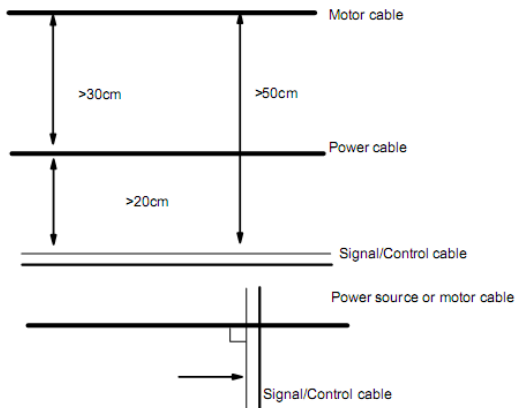 Motor cable
>30cm
>50cm
Power cable
>20cm
Signal/Control cable
Power source or motor cable
Signal/Control cable